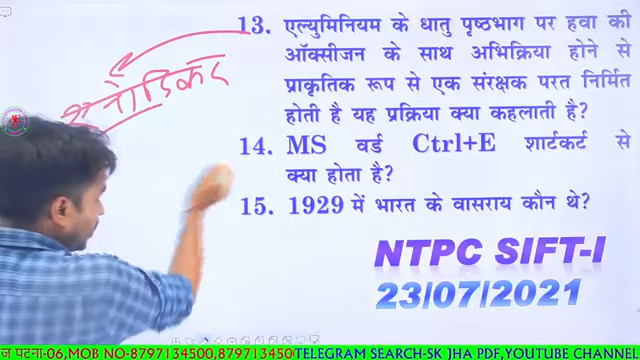 13. एल्युमिनियम के धातु पृष्ठभाग पर हवा की
ऑक्सीजन के साथ अभिक्रिया होने से
प्राकृतिक रूप से एक संरक्षक परत निर्मित
होती है यह प्रक्रिया क्या कहलाती है?
14. MS वर्ड Ctrl+E शार्टकर्ट से
क्या होता है?
15. 1929 में भारत के वासराय कौन थे?
NTPC SIFT-I
23/07/2021
ज पटना-06,MOB NO-8797134500,879713450 TELEGRAM SEARCH-SK JHA PDF,YOUTUBE CHANNEL